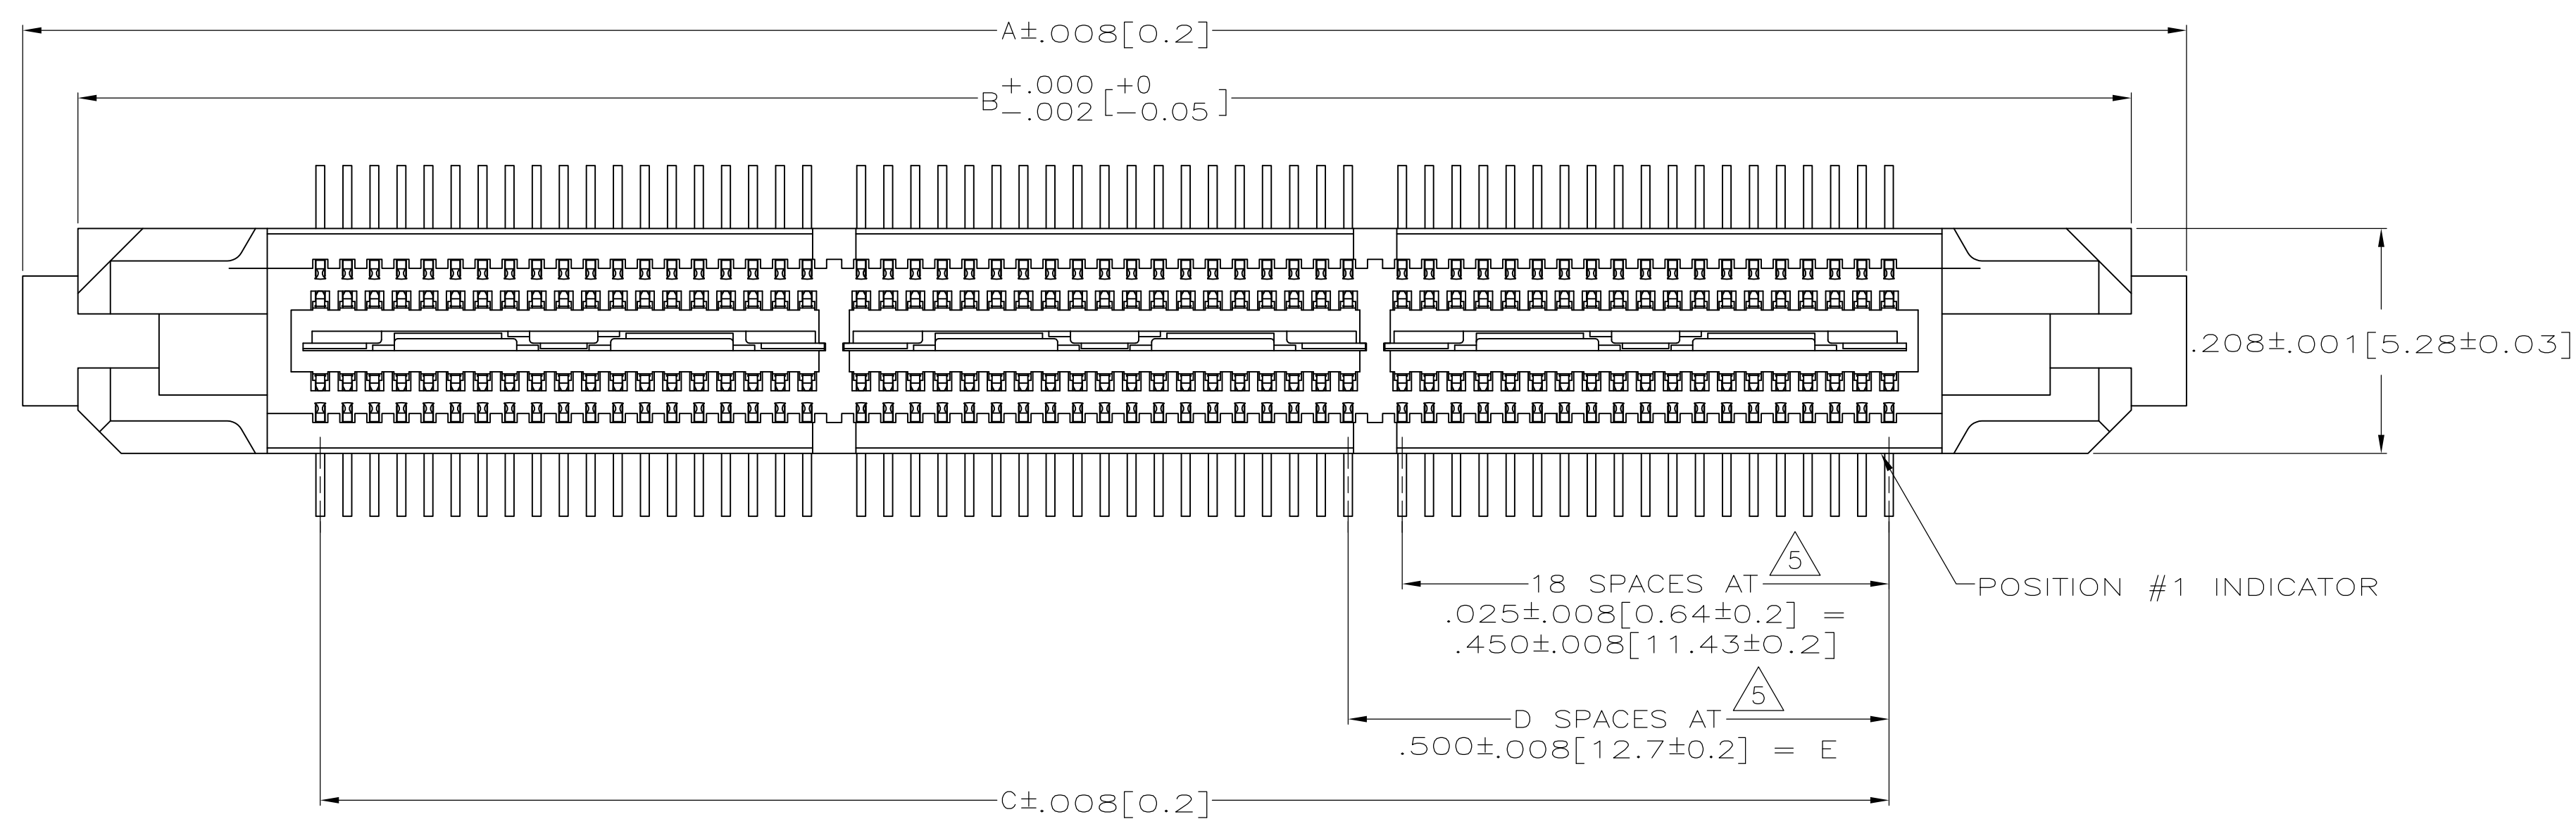 A±.008[0.2]
B+.000 -.002 [+0 -0.05]
.208±.001[5.28±0.03]
5
18 SPACES AT
.025±.008[0.64±0.2] =
.450±.008[11.43±0.2]
POSITION #1 INDICATOR
5
D SPACES AT
.500±.008[12.7±0.2] = E
C±.008[0.2]